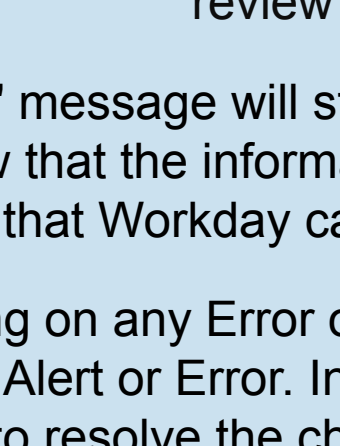 review
" message will st
w that the informa
that Workday ca
ng on any Error o
Alert or Error. In
to resolve the ch